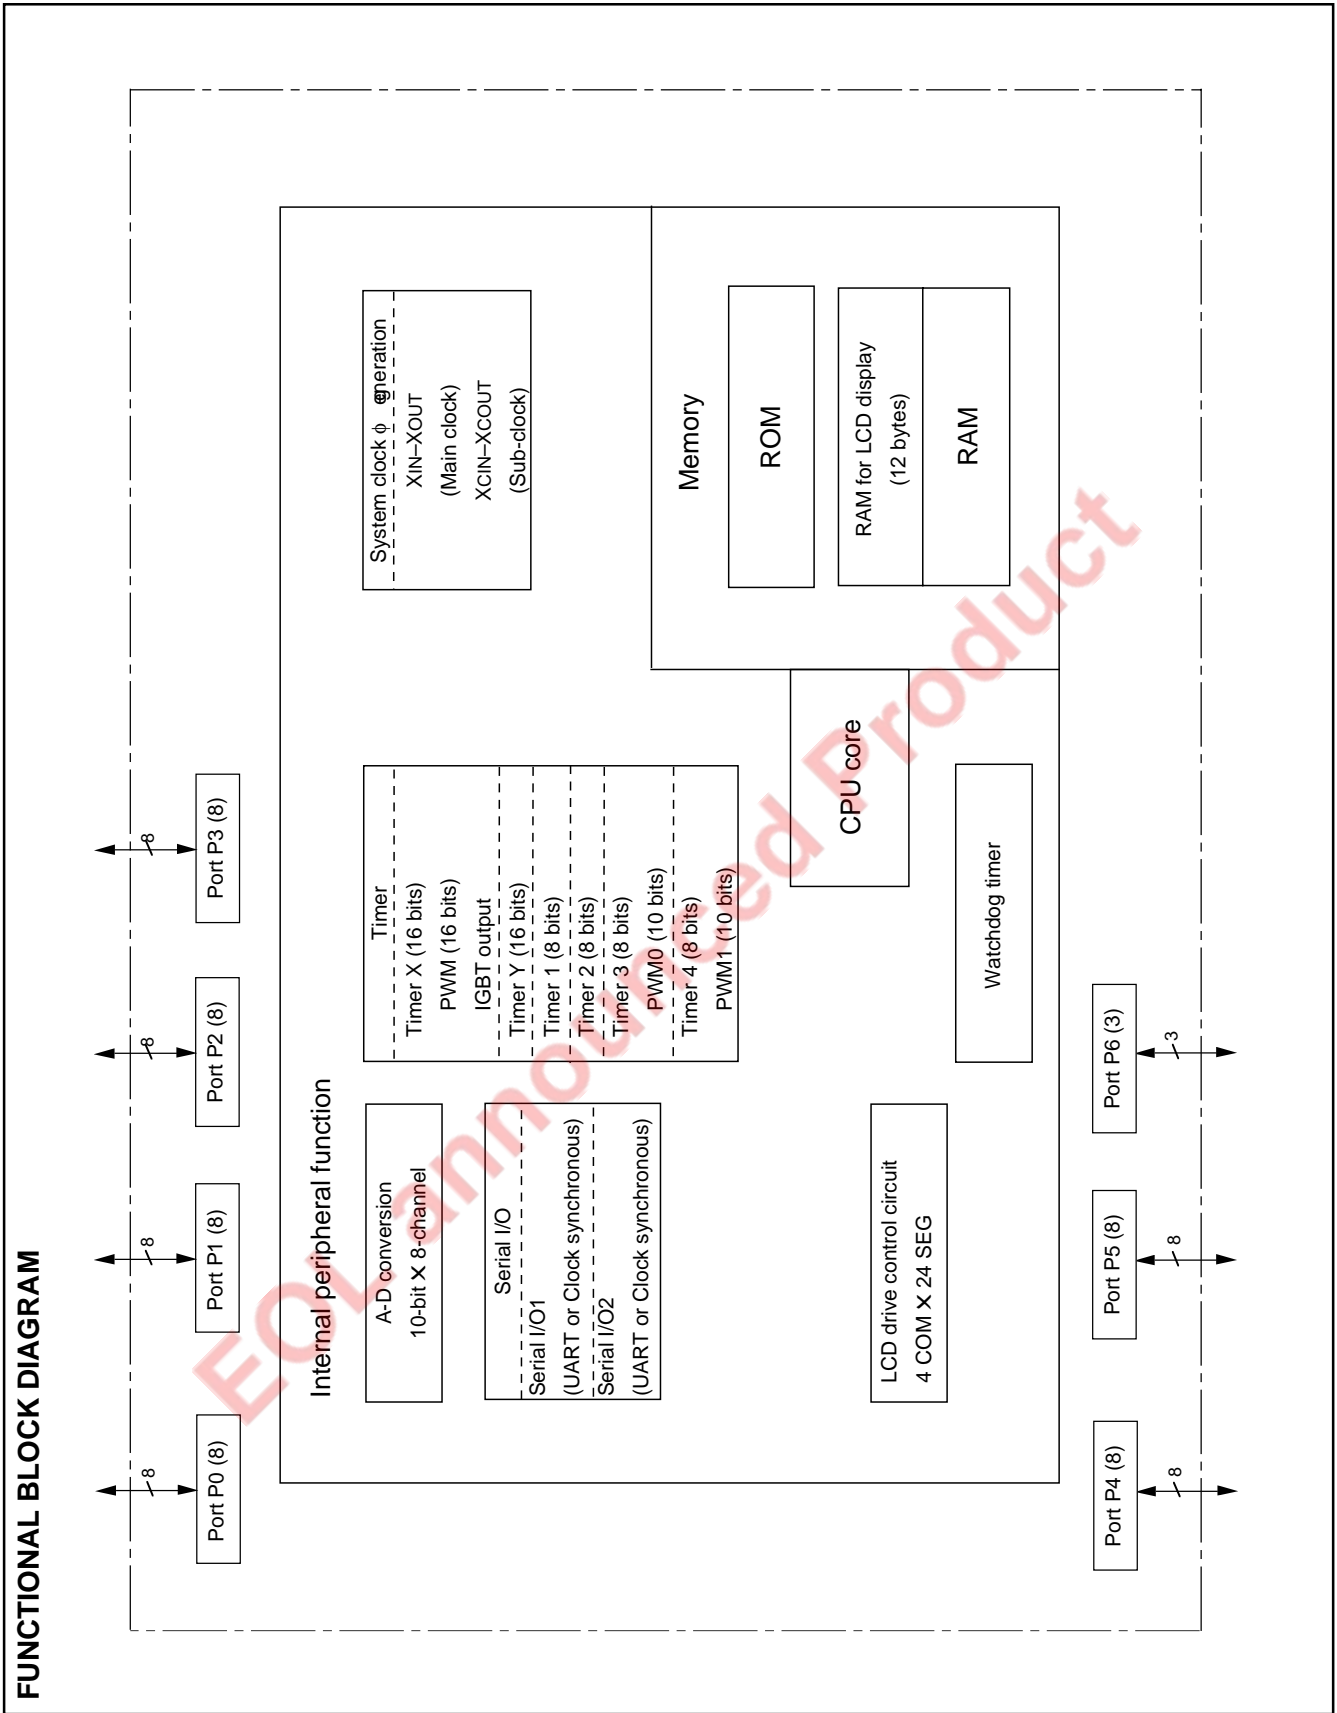 FUNCTIONAL BLOCK DIAGRAM
8
8
8
8
Port P0 (8)
Port P1 (8)
Port P2 (8)
Port P3 (8)
Internal peripheral function
A-D conversion
10-bit × 8-channel
Serial I/O
Serial I/O1
(UART or Clock synchronous)
Serial I/O2
(UART or Clock synchronous)
LCD drive control circuit
4 COM × 24 SEG
Timer
Timer X (16 bits)
PWM (16 bits)
IGBT output
Timer Y (16 bits)
Timer 1 (8 bits)
Timer 2 (8 bits)
Timer 3 (8 bits)
PWM0 (10 bits)
Timer 4 (8 bits)
PWM1 (10 bits)
CPU core
Watchdog timer
System clock φ generation
XIN–XOUT
(Main clock)
XCIN–XCOUT
(Sub-clock)
Memory
ROM
RAM for LCD display
(12 bytes)
RAM
Port P4 (8)
Port P5 (8)
Port P6 (3)
8
8
3
EOL announced Product